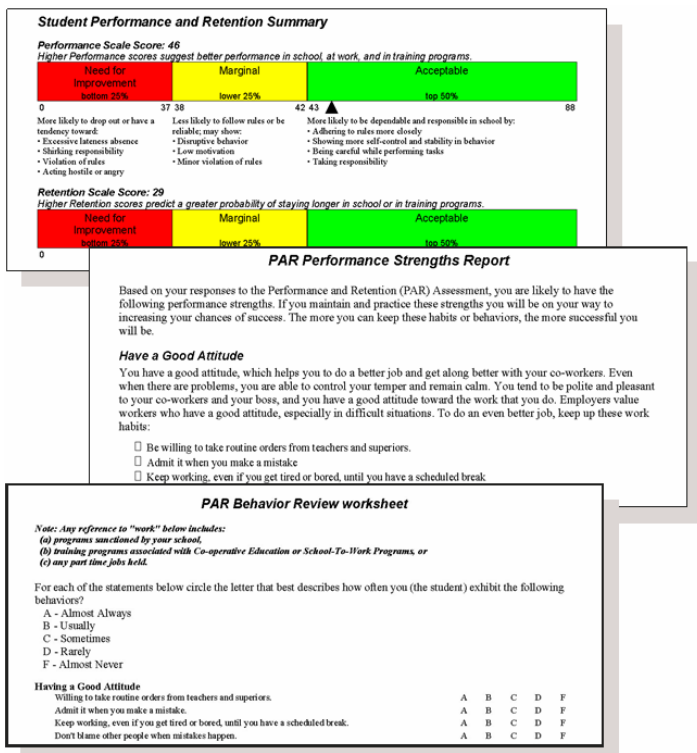 Student Performance and Retention Summary
Performance Scale Score: 46
Higher Performance scores suggest better performance in school, at work, and in training programs.
Need for Marginal Acceptable
Improvement
bottom 25% lower 25% top 50%
0 37 38 42 43 88
More likely to drop out or have a
tendency toward:
• Excessive lateness absence
• Shirking responsibility
• Violation of rules
• Acting hostile or angry
Less likely to follow rules or be
reliable; may show:
• Disruptive behavior
• Low motivation
• Minor violation of rules
More likely to be dependable and responsible in school by:
• Adhering to rules more closely
• Showing more self-control and stability in behavior
• Being careful while performing tasks
• Taking responsibility
Retention Scale Score: 29
Higher Retention scores predict a greater probability of staying longer in school or in training programs.
Need for Marginal Acceptable
Improvement
bottom 25% lower 25% top 50%
0
PAR Performance Strengths Report
Based on your responses to the Performance and Retention (PAR) Assessment, you are likely to have the
following performance strengths. If you maintain and practice these strengths you will be on your way to
increasing your chances of success. The more you can keep these habits or behaviors, the more successful you
will be.
Have a Good Attitude
You have a good attitude, which helps you to do a better job and get along better with your co-workers. Even
when there are problems, you are able to control your temper and remain calm. You tend to be polite and pleasant
to your co-workers and your boss, and you have a good attitude toward the work that you do. Employers value
workers who have a good attitude, especially in difficult situations. To do an even better job, keep up these work
habits:
Be willing to take routine orders from teachers and superiors.
Admit it when you make a mistake
Keep working, even if you get tired or bored, until you have a scheduled break
PAR Behavior Review worksheet
Note: Any reference to "work" below includes:
(a) programs sanctioned by your school,
(b) training programs associated with Co-operative Education or School-To-Work Programs, or
(c) any part time jobs held.
For each of the statements below circle the letter that best describes how often you (the student) exhibit the following
behaviors?
A - Almost Always
B - Usually
C - Sometimes
D - Rarely
F - Almost Never
Having a Good Attitude
Willing to take routine orders from teachers and superiors. A B C D F
Admit it when you make a mistake. A B C D F
Keep working, even if you get tired or bored, until you have a scheduled break. A B C D F
Don't blame other people when mistakes happen. A B C D F